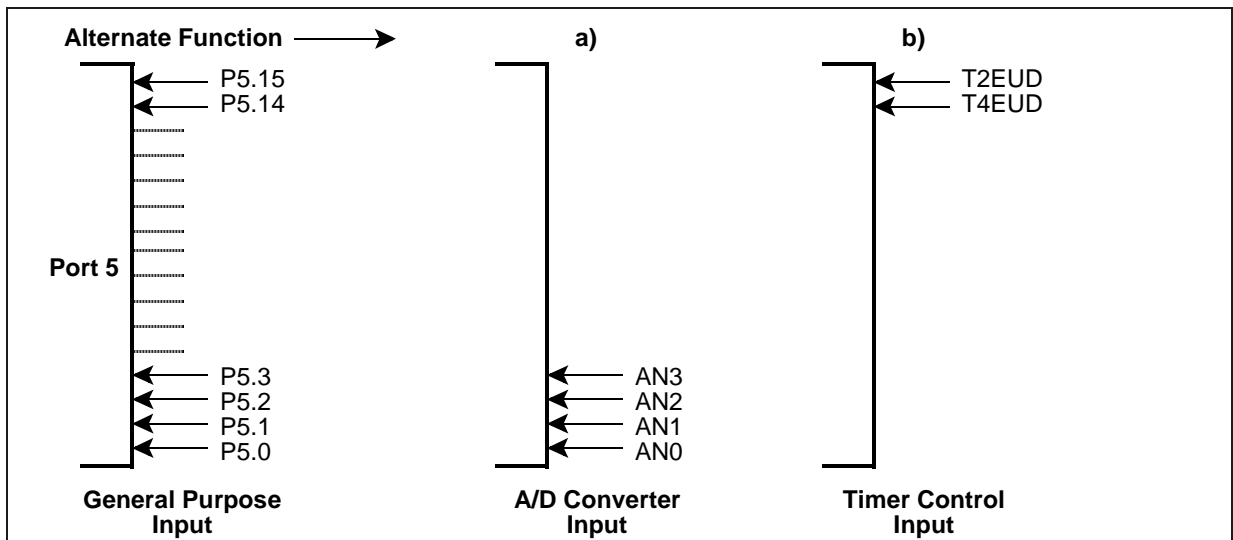 Alternate Function a) b)
P5.15 T2EUD
P5.14 T4EUD
Port 5
P5.3 AN3
P5.2 AN2
P5.1 AN1
P5.0 AN0
General Purpose A/D Converter Timer Control
Input Input Input